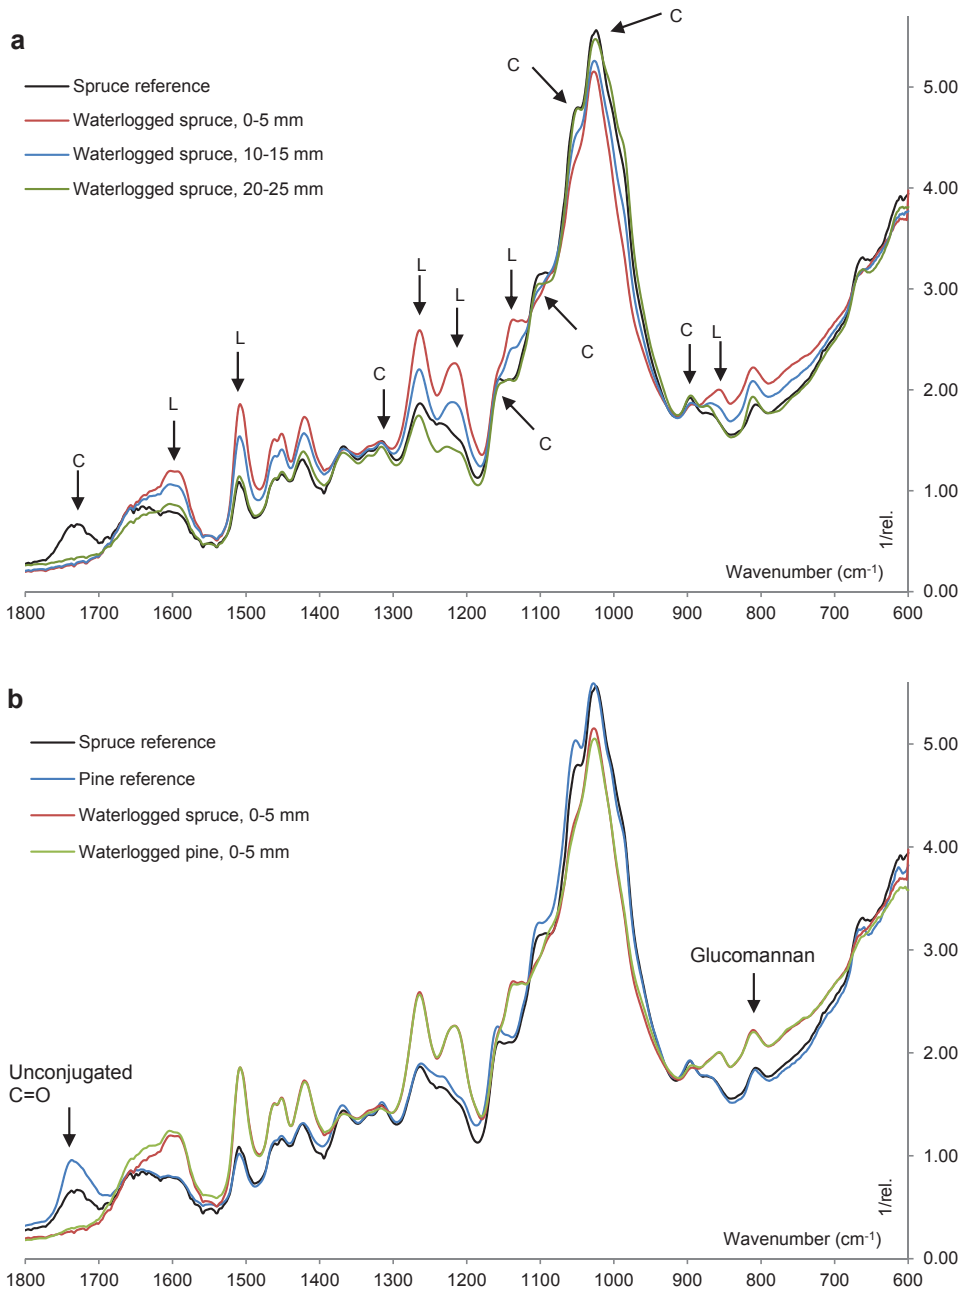 a
Spruce reference
Waterlogged spruce, 0-5 mm
Waterlogged spruce, 10-15 mm
Waterlogged spruce, 20-25 mm
C
C
L
L
L
L
C
L
C
C
C
C
L
5.00
4.00
3.00
2.00
1.00
0.00
1/rel.
Wavenumber (cm-1)
1800 1700 1600 1500 1400 1300 1200 1100 1000 900 800 700 600
b
Spruce reference
Pine reference
Waterlogged spruce, 0-5 mm
Waterlogged pine, 0-5 mm
Glucomannan
Unconjugated
C=O
5.00
4.00
3.00
2.00
1.00
0.00
1/rel.
Wavenumber (cm-1)
1800 1700 1600 1500 1400 1300 1200 1100 1000 900 800 700 600